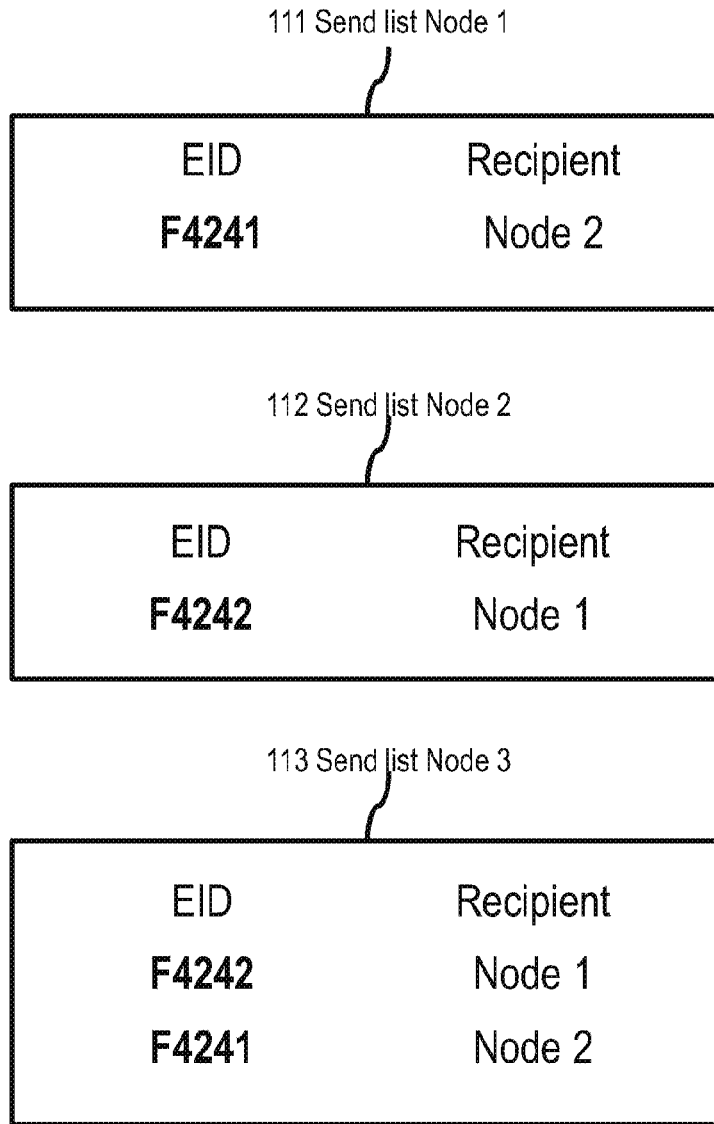 111 Send list Node 1
EID Recipient
F4241 Node 2
112 Send list Node 2
EID Recipient
F4242 Node 1
113 Send list Node 3
EID Recipient
F4242 Node 1
F4241 Node 2